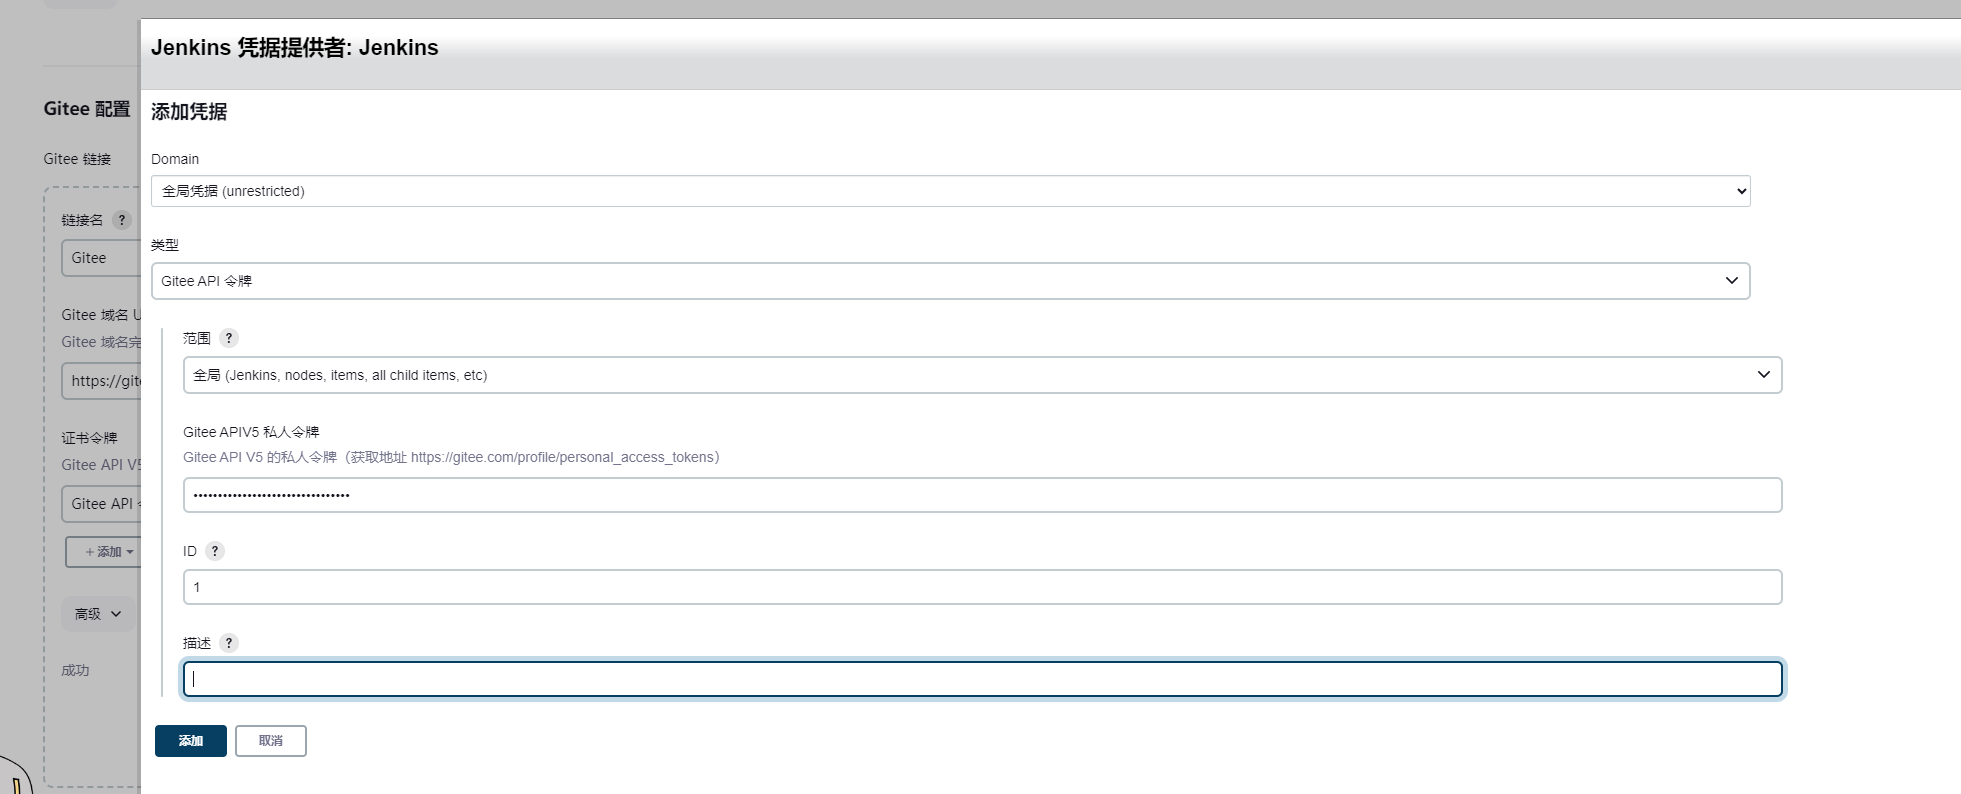 Jenkins 凭据提供者: Jenkins
Gitee 配置
添加凭据
Gitee 链接
Domain
全局凭据 (unrestricted)
链接名 ?
类型
Gitee
Gitee API 令牌
Gitee 域名 U
范围 ?
Gitee 域名完
https://gite
全局 (Jenkins, nodes, items, all child items, etc)
证书令牌
Gitee APIV5 私人令牌
Gitee API V5
Gitee API V5 的私人令牌（获取地址 https://gitee.com/profile/personal_access_tokens）
Gitee API
••••••••••••••••••••••••••••••••
+ 添加
ID ?
1
高级
描述 ?
成功
添加
取消